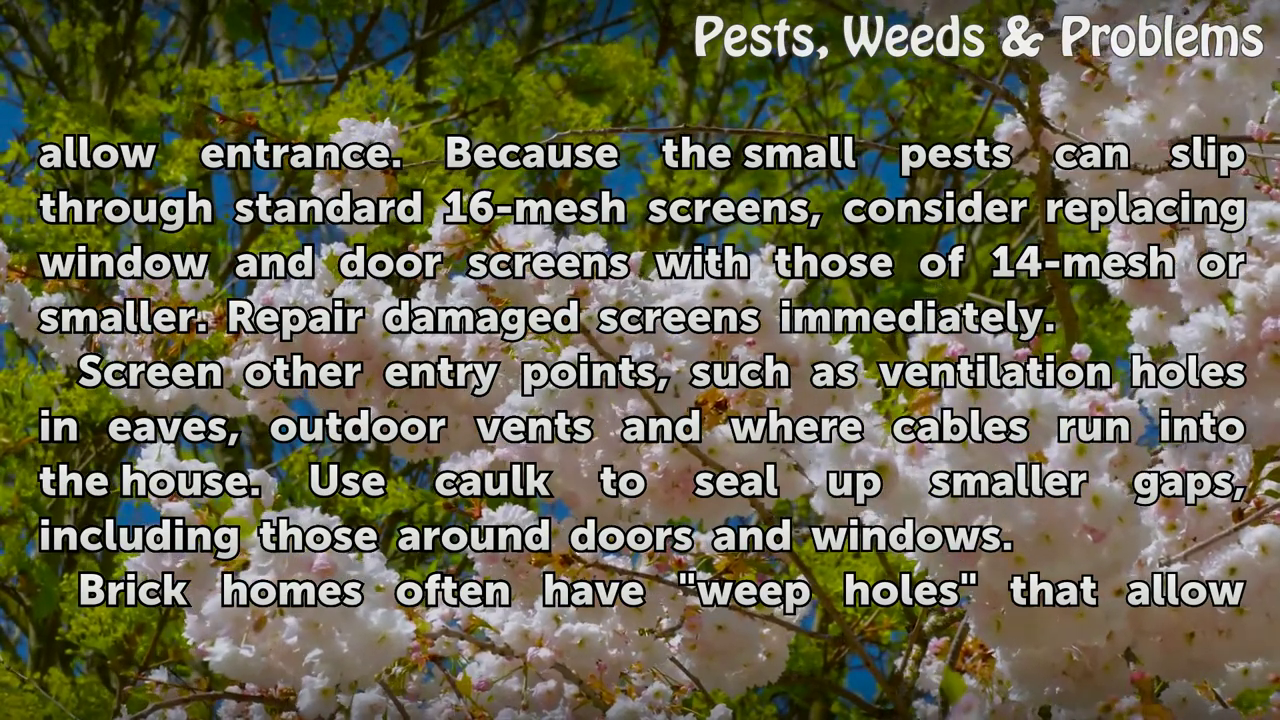 Pests, Weeds & Problems
allow entrance. Because the small pests can slip
through standard 16-mesh screens, consider replacing
window and door screens with those of 14-mesh or
smaller. Repair damaged screens immediately.
Screen other entry points, such as ventilation holes
in eaves, outdoor vents and where cables run into
the house. Use caulk to seal up smaller gaps,
including those around doors and windows.
Brick homes often have "weep holes" that allow